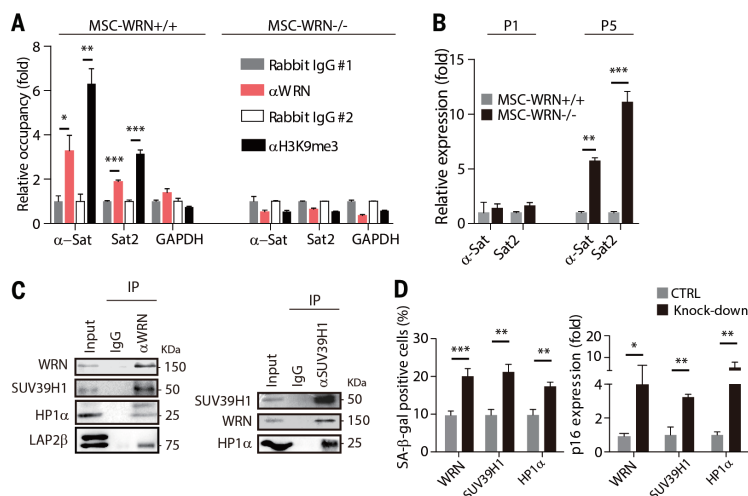 A
MSC-WRN+/+
MSC-WRN-/-
Relative occupancy (fold)
8
6
4
2
0
**
*
***
***
Rabbit IgG #1
αWRN
Rabbit IgG #2
αH3K9me3
α–Sat
Sat2
GAPDH
α–Sat
Sat2
GAPDH
B
P1
P5
Relative expression (fold)
15
10
5
0
MSC-WRN+/+
MSC-WRN-/-
***
**
α-Sat
Sat2
α-Sat
Sat2
C
IP
Input
IgG
αWRN
KDa
WRN
150
SUV39H1
50
HP1α
25
LAP2β
75
IP
Input
IgG
αSUV39H1
KDa
SUV39H1
50
WRN
150
HP1α
25
D
CTRL
Knock-down
SA-β-gal positive cells (%)
30
20
10
0
***
**
**
WRN
SUV39H1
HP1α
p16 expression (fold)
20
10
4
2
0
*
**
**
WRN
SUV39H1
HP1α